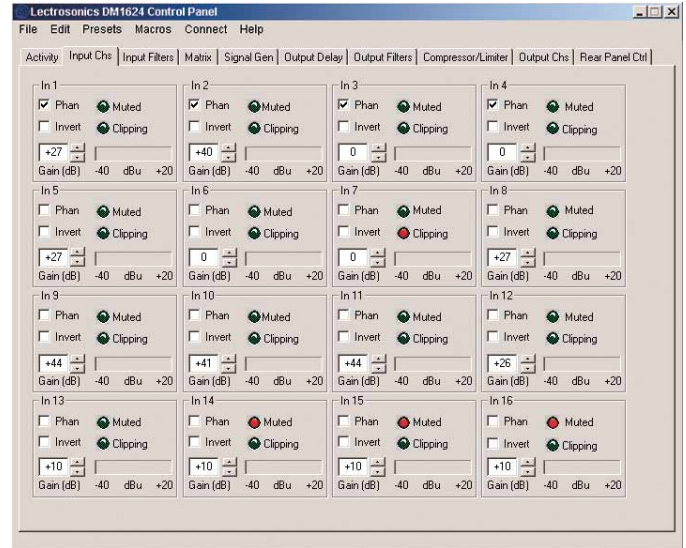 Lectrosonics DM1624 Control Panel
File Edit Presets Macros Connect Help
Activity Input Chs Input Filters Matrix Signal Gen Output Delay Output Filters Compressor/Limiter Output Chs Rear Panel Ctrl
In 1 In 2 In 3 In 4
Phan Muted Phan Muted Phan Muted Phan Muted
Invert Clipping Invert Clipping Invert Clipping Invert Clipping
+27 +40 0 0
Gain (dB) -40 dBu +20 Gain (dB) -40 dBu +20 Gain (dB) -40 dBu +20 Gain (dB) -40 dBu +20
In 5 In 6 In 7 In 8
Phan Muted Phan Muted Phan Muted Phan Muted
Invert Clipping Invert Clipping Invert Clipping Invert Clipping
+27 0 0 +27
Gain (dB) -40 dBu +20 Gain (dB) -40 dBu +20 Gain (dB) -40 dBu +20 Gain (dB) -40 dBu +20
In 9 In 10 In 11 In 12
Phan Muted Phan Muted Phan Muted Phan Muted
Invert Clipping Invert Clipping Invert Clipping Invert Clipping
+44 +41 +44 +26
Gain (dB) -40 dBu +20 Gain (dB) -40 dBu +20 Gain (dB) -40 dBu +20 Gain (dB) -40 dBu +20
In 13 In 14 In 15 In 16
Phan Muted Phan Muted Phan Muted Phan Muted
Invert Clipping Invert Clipping Invert Clipping Invert Clipping
+10 +10 +10 +10
Gain (dB) -40 dBu +20 Gain (dB) -40 dBu +20 Gain (dB) -40 dBu +20 Gain (dB) -40 dBu +20